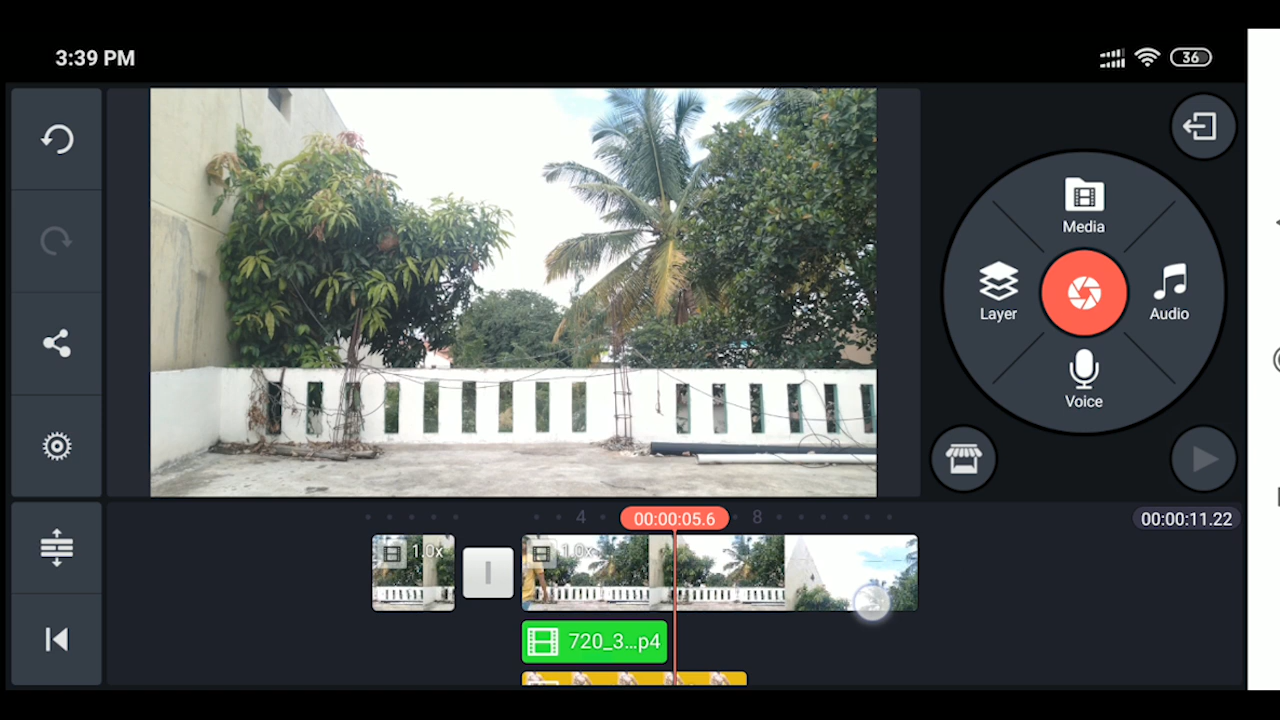 3:39 PM
36
Media
Layer
Audio
Voice
4
00:00:05.6
8
00:00:11.22
1.0x
1.0x
720_3...p4